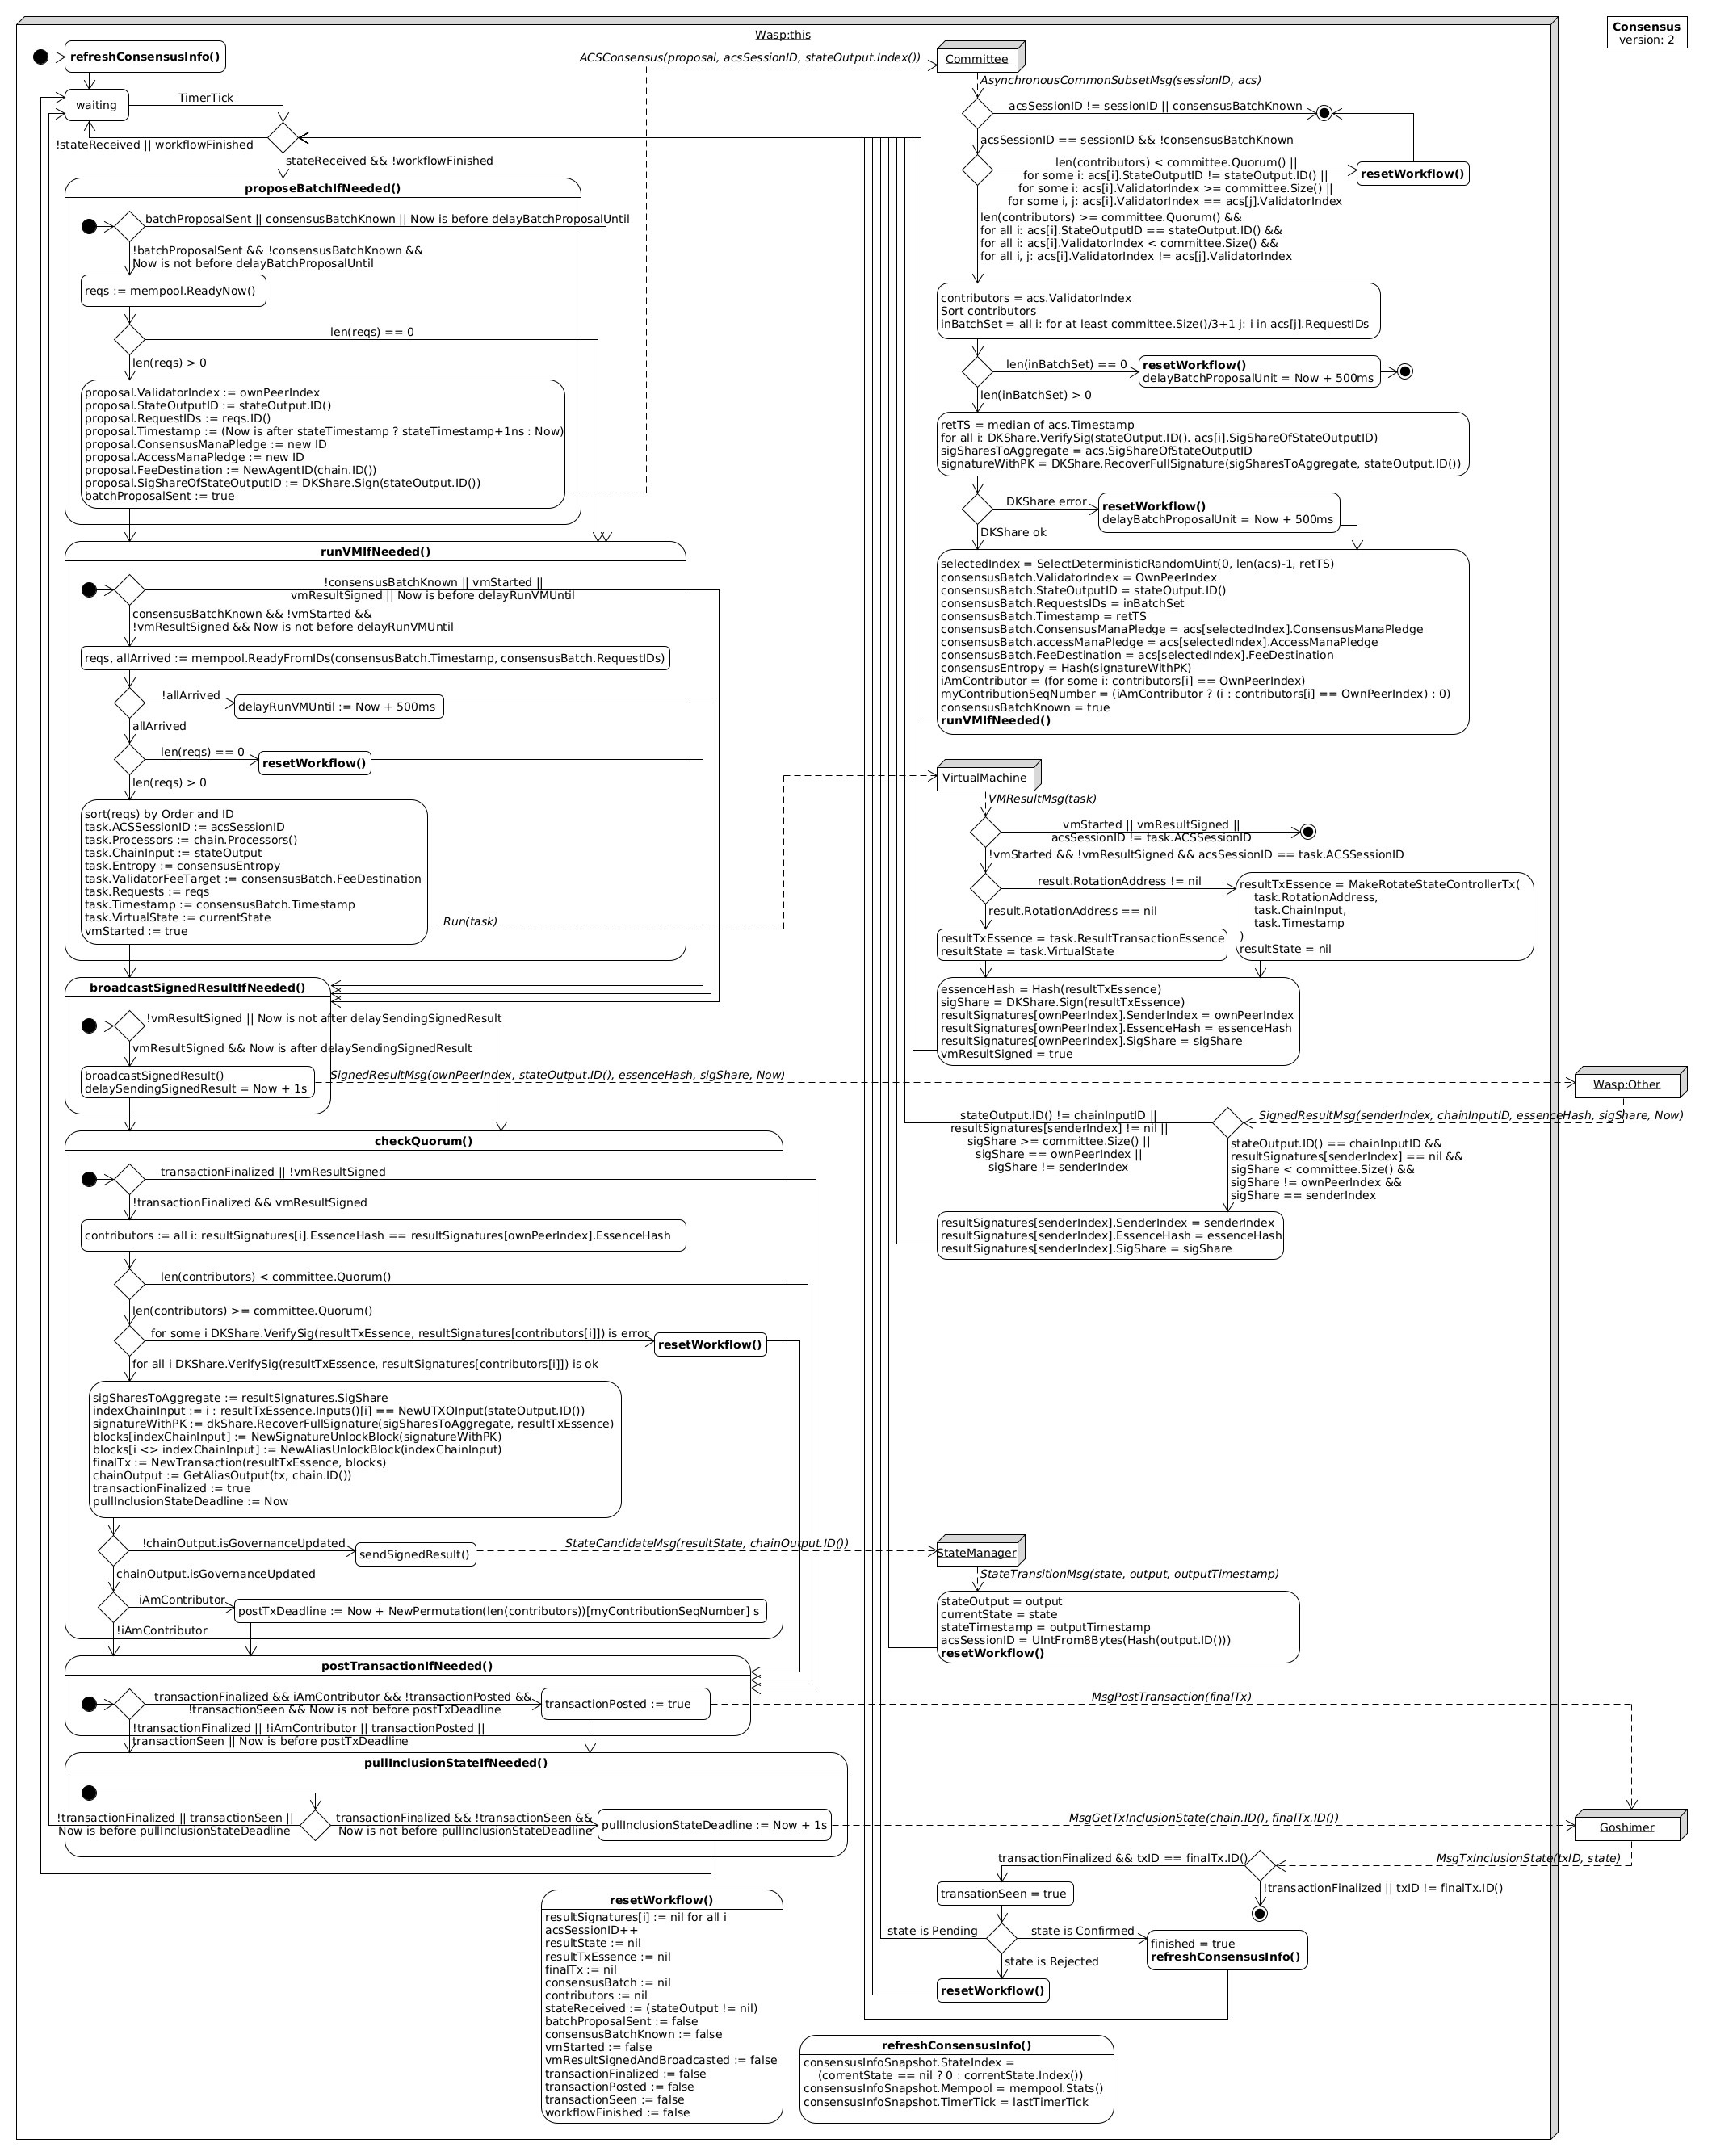 Wasp:this
Consensus
version: 2
refreshConsensusInfo()
waiting
TimerTick
!stateReceived || workflowFinished
stateReceived && !workflowFinished
proposeBatchIfNeeded()
batchProposalSent || consensusBatchKnown || Now is before delayBatchProposalUntil
!batchProposalSent && !consensusBatchKnown &&
Now is not before delayBatchProposalUntil
reqs := mempool.ReadyNow()
len(reqs) == 0
len(reqs) > 0
proposal.ValidatorIndex := ownPeerIndex
proposal.StateOutputID := stateOutput.ID()
proposal.RequestIDs := reqs.ID()
proposal.Timestamp := (Now is after stateTimestamp ? stateTimestamp+1ns : Now)
proposal.ConsensusManaPledge := new ID
proposal.AccessManaPledge := new ID
proposal.FeeDestination := NewAgentID(chain.ID())
proposal.SigShareOfStateOutputID := DKShare.Sign(stateOutput.ID())
batchProposalSent := true
ACSConsensus(proposal, acsSessionID, stateOutput.Index())
runVMIfNeeded()
!consensusBatchKnown || vmStarted ||
vmResultSigned || Now is before delayRunVMUntil
consensusBatchKnown && !vmStarted &&
!vmResultSigned && Now is not before delayRunVMUntil
reqs, allArrived := mempool.ReadyFromIDs(consensusBatch.Timestamp, consensusBatch.RequestIDs)
!allArrived
delayRunVMUntil := Now + 500ms
allArrived
len(reqs) == 0
resetWorkflow()
len(reqs) > 0
sort(reqs) by Order and ID
task.ACSSessionID := acsSessionID
task.Processors := chain.Processors()
task.ChainInput := stateOutput
task.Entropy := consensusEntropy
task.ValidatorFeeTarget := consensusBatch.FeeDestination
task.Requests := reqs
task.Timestamp := consensusBatch.Timestamp
task.VirtualState := currentState
vmStarted := true
Run(task)
broadcastSignedResultIfNeeded()
!vmResultSigned || Now is not after delaySendingSignedResult
vmResultSigned && Now is after delaySendingSignedResult
broadcastSignedResult()
delaySendingSignedResult = Now + 1s
SignedResultMsg(ownPeerIndex, stateOutput.ID(), essenceHash, sigShare, Now)
checkQuorum()
transactionFinalized || !vmResultSigned
!transactionFinalized && vmResultSigned
contributors := all i: resultSignatures[i].EssenceHash == resultSignatures[ownPeerIndex].EssenceHash
len(contributors) < committee.Quorum()
len(contributors) >= committee.Quorum()
for some i DKShare.VerifySig(resultTxEssence, resultSignatures[contributors[i]]) is error
resetWorkflow()
for all i DKShare.VerifySig(resultTxEssence, resultSignatures[contributors[i]]) is ok
sigSharesToAggregate := resultSignatures.SigShare
indexChainInput := i : resultTxEssence.Inputs()[i] == NewUTXOInput(stateOutput.ID())
signatureWithPK := dkShare.RecoverFullSignature(sigSharesToAggregate, resultTxEssence)
blocks[indexChainInput] := NewSignatureUnlockBlock(signatureWithPK)
blocks[i <> indexChainInput] := NewAliasUnlockBlock(indexChainInput)
finalTx := NewTransaction(resultTxEssence, blocks)
chainOutput := GetAliasOutput(tx, chain.ID())
transactionFinalized := true
pullInclusionStateDeadline := Now
!chainOutput.isGovernanceUpdated
sendSignedResult()
StateCandidateMsg(resultState, chainOutput.ID())
chainOutput.isGovernanceUpdated
iAmContributor
postTxDeadline := Now + NewPermutation(len(contributors))[myContributionSeqNumber] s
!iAmContributor
postTransactionIfNeeded()
transactionFinalized && iAmContributor && !transactionPosted &&
!transactionSeen && Now is not before postTxDeadline
transactionPosted := true
MsgPostTransaction(finalTx)
!transactionFinalized || !iAmContributor || transactionPosted ||
transactionSeen || Now is before postTxDeadline
pullInclusionStateIfNeeded()
!transactionFinalized || transactionSeen ||
Now is before pullInclusionStateDeadline
transactionFinalized && !transactionSeen &&
Now is not before pullInclusionStateDeadline
pullInclusionStateDeadline := Now + 1s
MsgGetTxInclusionState(chain.ID(), finalTx.ID())
resetWorkflow()
resultSignatures[i] := nil for all i
acsSessionID++
resultState := nil
resultTxEssence := nil
finalTx := nil
consensusBatch := nil
contributors := nil
stateReceived := (stateOutput != nil)
batchProposalSent := false
consensusBatchKnown := false
vmStarted := false
vmResultSignedAndBroadcasted := false
transactionFinalized := false
transactionPosted := false
transactionSeen := false
workflowFinished := false
Committee
AsynchronousCommonSubsetMsg(sessionID, acs)
acsSessionID != sessionID || consensusBatchKnown
acsSessionID == sessionID && !consensusBatchKnown
len(contributors) < committee.Quorum() ||
for some i: acs[i].StateOutputID != stateOutput.ID() ||
for some i: acs[i].ValidatorIndex >= committee.Size() ||
for some i, j: acs[i].ValidatorIndex == acs[j].ValidatorIndex
resetWorkflow()
len(contributors) >= committee.Quorum() &&
for all i: acs[i].StateOutputID == stateOutput.ID() &&
for all i: acs[i].ValidatorIndex < committee.Size() &&
for all i, j: acs[i].ValidatorIndex != acs[j].ValidatorIndex
contributors = acs.ValidatorIndex
Sort contributors
inBatchSet = all i: for at least committee.Size()/3+1 j: i in acs[j].RequestIDs
len(inBatchSet) == 0
resetWorkflow()
delayBatchProposalUnit = Now + 500ms
len(inBatchSet) > 0
retTS = median of acs.Timestamp
for all i: DKShare.VerifySig(stateOutput.ID(). acs[i].SigShareOfStateOutputID)
sigSharesToAggregate = acs.SigShareOfStateOutputID
signatureWithPK = DKShare.RecoverFullSignature(sigSharesToAggregate, stateOutput.ID())
DKShare error
resetWorkflow()
delayBatchProposalUnit = Now + 500ms
DKShare ok
selectedIndex = SelectDeterministicRandomUint(0, len(acs)-1, retTS)
consensusBatch.ValidatorIndex = OwnPeerIndex
consensusBatch.StateOutputID = stateOutput.ID()
consensusBatch.RequestsIDs = inBatchSet
consensusBatch.Timestamp = retTS
consensusBatch.ConsensusManaPledge = acs[selectedIndex].ConsensusManaPledge
consensusbatch.accessManaPledge = acs[selectedIndex].AccessManaPledge
consensusBatch.FeeDestination = acs[selectedIndex].FeeDestination
consensusEntropy = Hash(signatureWithPK)
iAmContributor = (for some i: contributors[i] == OwnPeerIndex)
myContributionSeqNumber = (iAmContributor ? (i : contributors[i] == OwnPeerIndex) : 0)
consensusBatchKnown = true
runVMIfNeeded()
VirtualMachine
VMResultMsg(task)
vmStarted || vmResultSigned ||
acsSessionID != task.ACSSessionID
!vmStarted && !vmResultSigned && acsSessionID == task.ACSSessionID
result.RotationAddress != nil
resultTxEssence = MakeRotateStateControllerTx(
task.RotationAddress,
task.ChainInput,
task.Timestamp
)
resultState = nil
result.RotationAddress == nil
resultTxEssence = task.ResultTransactionEssence
resultState = task.VirtualState
essenceHash = Hash(resultTxEssence)
sigShare = DKShare.Sign(resultTxEssence)
resultSignatures[ownPeerIndex].SenderIndex = ownPeerIndex
resultSignatures[ownPeerIndex].EssenceHash = essenceHash
resultSignatures[ownPeerIndex].SigShare = sigShare
vmResultSigned = true
Wasp:Other
SignedResultMsg(senderIndex, chainInputID, essenceHash, sigShare, Now)
stateOutput.ID() != chainInputID ||
resultSignatures[senderIndex] != nil ||
sigShare >= committee.Size() ||
sigShare == ownPeerIndex ||
sigShare != senderIndex
stateOutput.ID() == chainInputID &&
resultSignatures[senderIndex] == nil &&
sigShare < committee.Size() &&
sigShare != ownPeerIndex &&
sigShare == senderIndex
resultSignatures[senderIndex].SenderIndex = senderIndex
resultSignatures[senderIndex].EssenceHash = essenceHash
resultSignatures[senderIndex].SigShare = sigShare
StateManager
StateTransitionMsg(state, output, outputTimestamp)
stateOutput = output
currentState = state
stateTimestamp = outputTimestamp
acsSessionID = UIntFrom8Bytes(Hash(output.ID()))
resetWorkflow()
Goshimer
MsgTxInclusionState(txID, state)
transactionFinalized && txID == finalTx.ID()
!transactionFinalized || txID != finalTx.ID()
transationSeen = true
state is Pending
state is Confirmed
finished = true
refreshConsensusInfo()
state is Rejected
resetWorkflow()
refreshConsensusInfo()
consensusInfoSnapshot.StateIndex =
(correntState == nil ? 0 : correntState.Index())
consensusInfoSnapshot.Mempool = mempool.Stats()
consensusInfoSnapshot.TimerTick = lastTimerTick